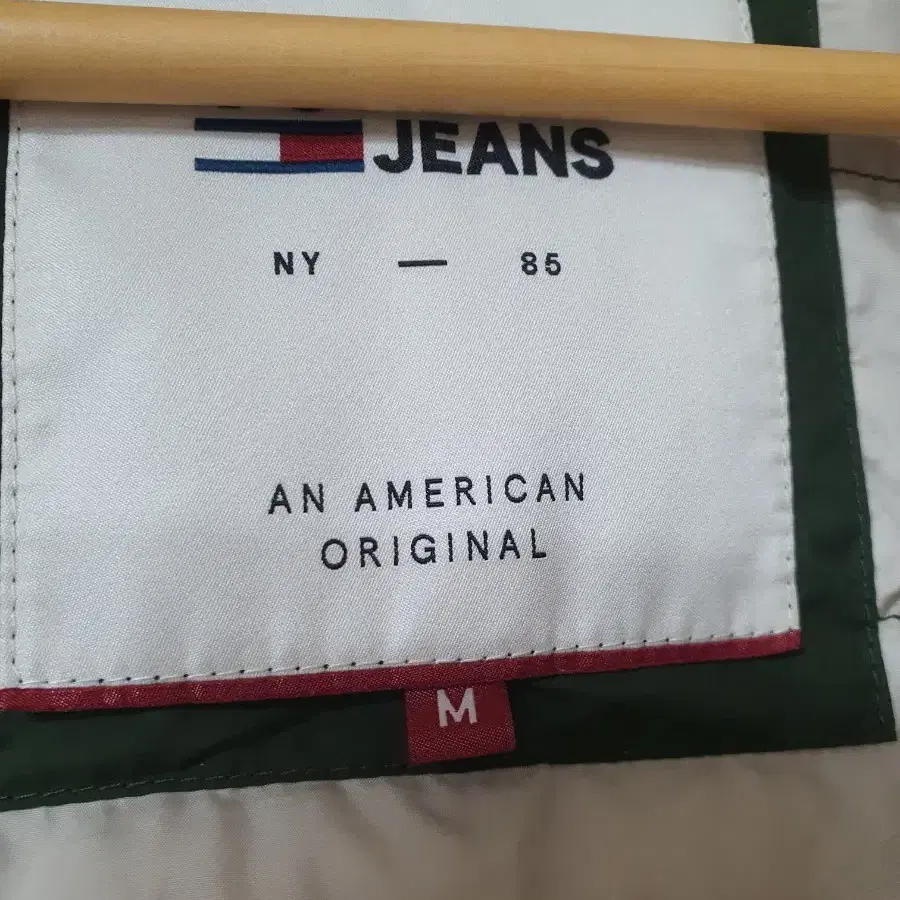 JEANS
NY — 85
AN AMERICAN
ORIGINAL
M